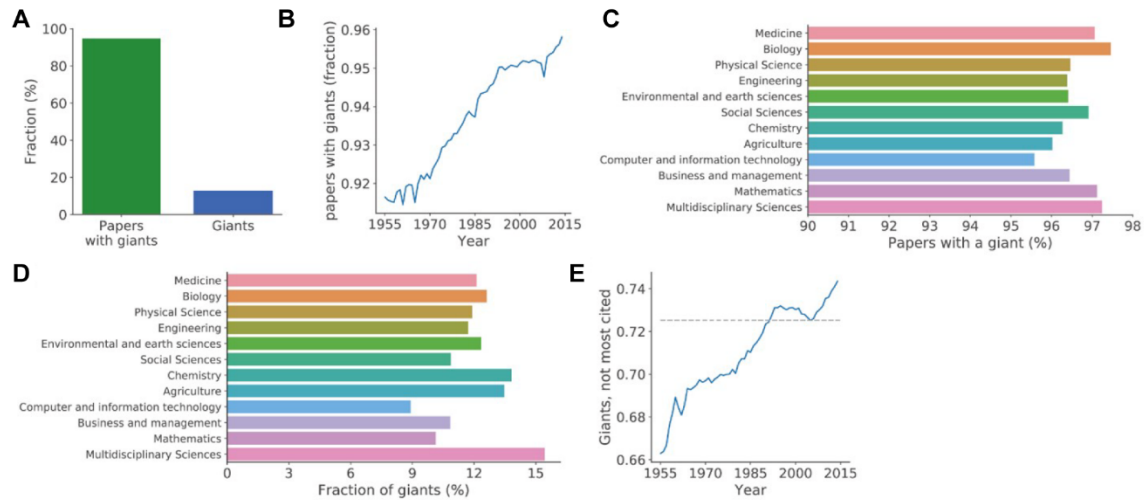 A
Fraction (%)
100
80
60
40
20
0
Papers
with giants
Giants
B
papers with giants (fraction)
0.96
0.95
0.94
0.93
0.92
1955
1970
1985
2000
2015
Year
C
Medicine
Biology
Physical Science
Engineering
Environmental and earth sciences
Social Sciences
Chemistry
Agriculture
Computer and information technology
Business and management
Mathematics
Multidisciplinary Sciences
90 91 92 93 94 95 96 97 98
Papers with a giant (%)
D
Medicine
Biology
Physical Science
Engineering
Environmental and earth sciences
Social Sciences
Chemistry
Agriculture
Computer and information technology
Business and management
Mathematics
Multidisciplinary Sciences
0 3 6 9 12 15
Fraction of giants (%)
E
Giants, not most cited
0.74
0.72
0.70
0.68
0.66
1955
1970
1985
2000
2015
Year